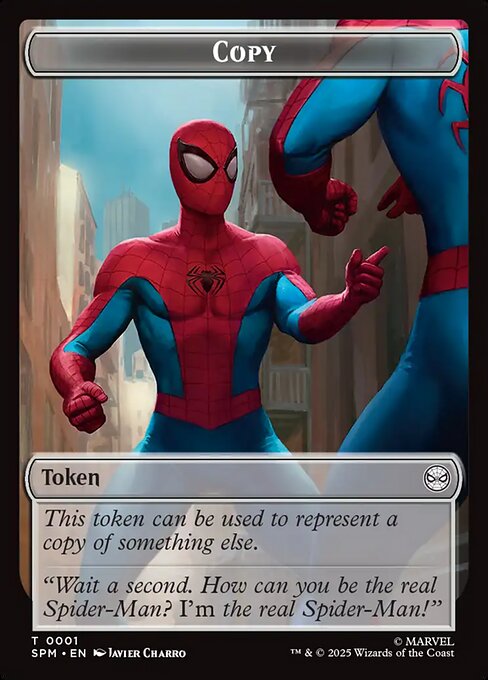 Copy
Token
This token can be used to represent a
copy of something else.
“Wait a second. How can you be the real
Spider-Man? I’m the real Spider-Man!”
T 0001
SPM • EN Javier Charro
© MARVEL
™ & © 2025 Wizards of the Coast